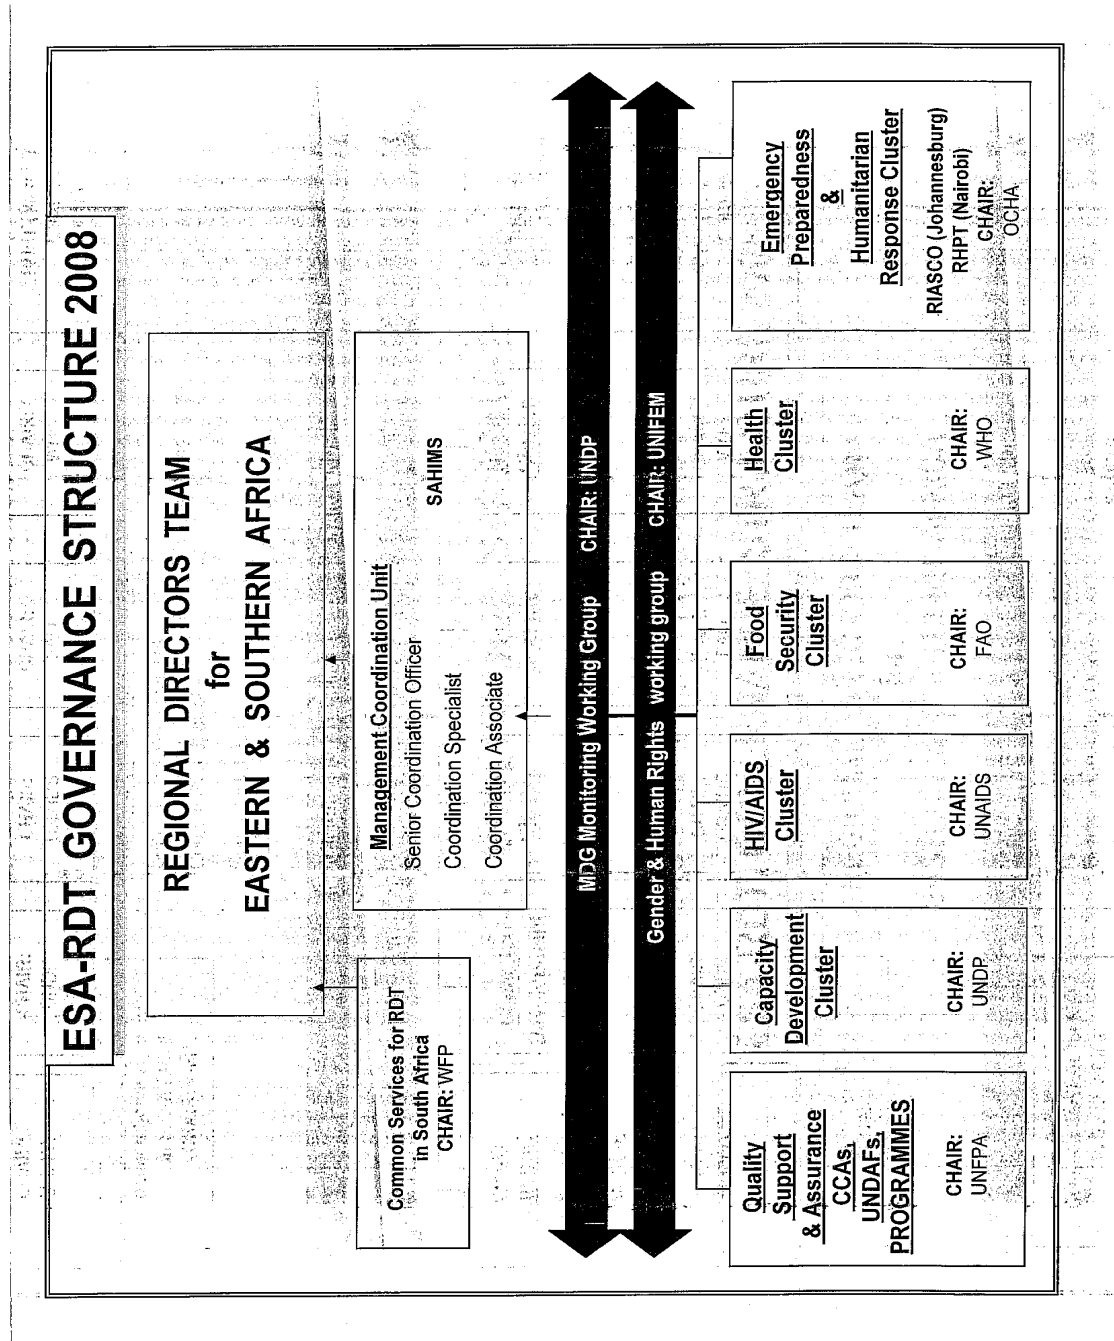 ESA-RDT GOVERNANCE STRUCTURE 2008
REGIONAL DIRECTORS TEAM
for
EASTERN & SOUTHERN AFRICA
Common Services for RDT
in South Africa
CHAIR: WFP
Management Coordination Unit
Senior Coordination Officer
SAHIMS
Coordination Specialist
Coordination Associate
MDG Monitoring Working Group CHAIR: UNDP
Gender & Human Rights working group CHAIR: UNIFEM
Quality
Support
& Assurance
CCAs,
UNDAFs,
PROGRAMMES
CHAIR:
UNFPA
Capacity
Development
Cluster
CHAIR:
UNDP
HIV/AIDS
Cluster
CHAIR:
UNAIDS
Food
Security
Cluster
CHAIR:
FAO
Health
Cluster
CHAIR:
WHO
Emergency
Preparedness
&
Humanitarian
Response Cluster
RIASCO (Johannesburg)
RHPT (Nairobi)
CHAIR:
OCHA